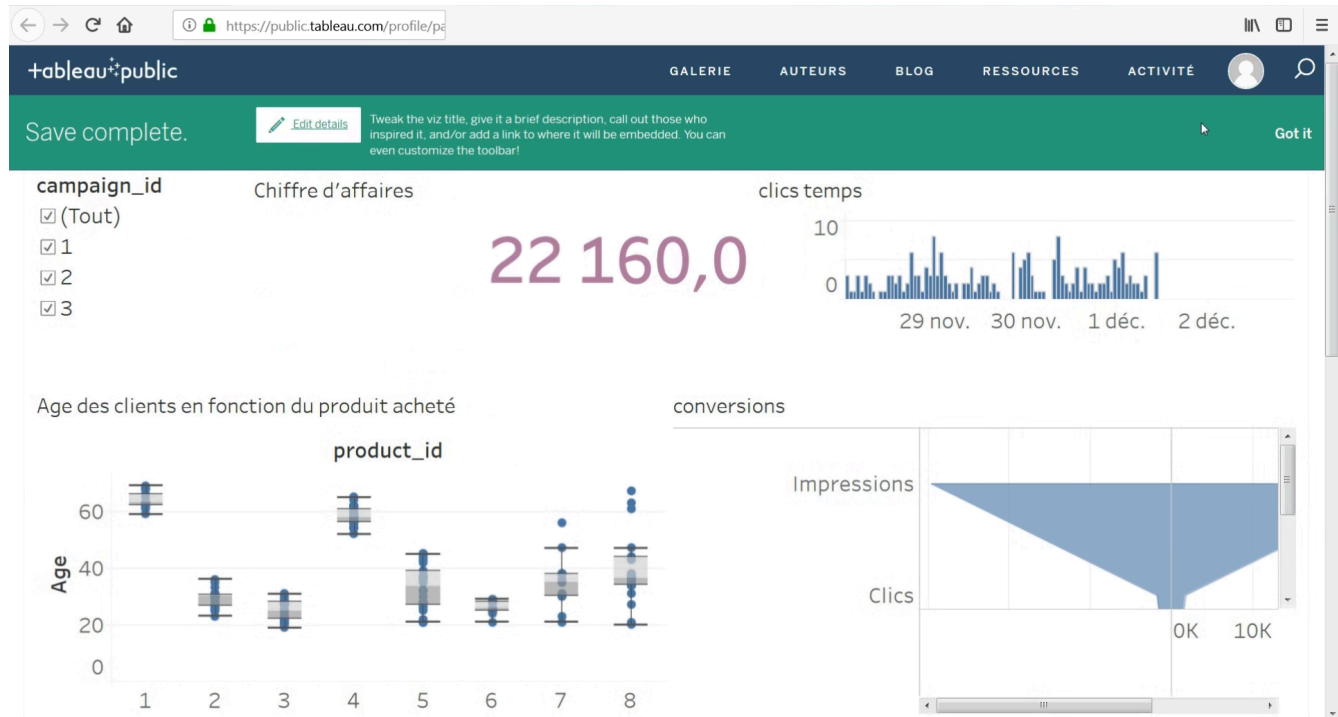 https://public.tableau.com/profile/pa
+ableau public
GALERIE
AUTEURS
BLOG
RESSOURCES
ACTIVITÉ
Save complete.
Edit details
Tweak the viz title, give it a brief description, call out those who
inspired it, and/or add a link to where it will be embedded. You can
even customize the toolbar!
Got it
campaign_id
(Tout)
1
2
3
Chiffre d'affaires
22 160,0
clics temps
10
0
29 nov.
30 nov.
1 déc.
2 déc.
Age des clients en fonction du produit acheté
product_id
Age
60
40
20
0
1
2
3
4
5
6
7
8
conversions
Impressions
Clics
0K
10K